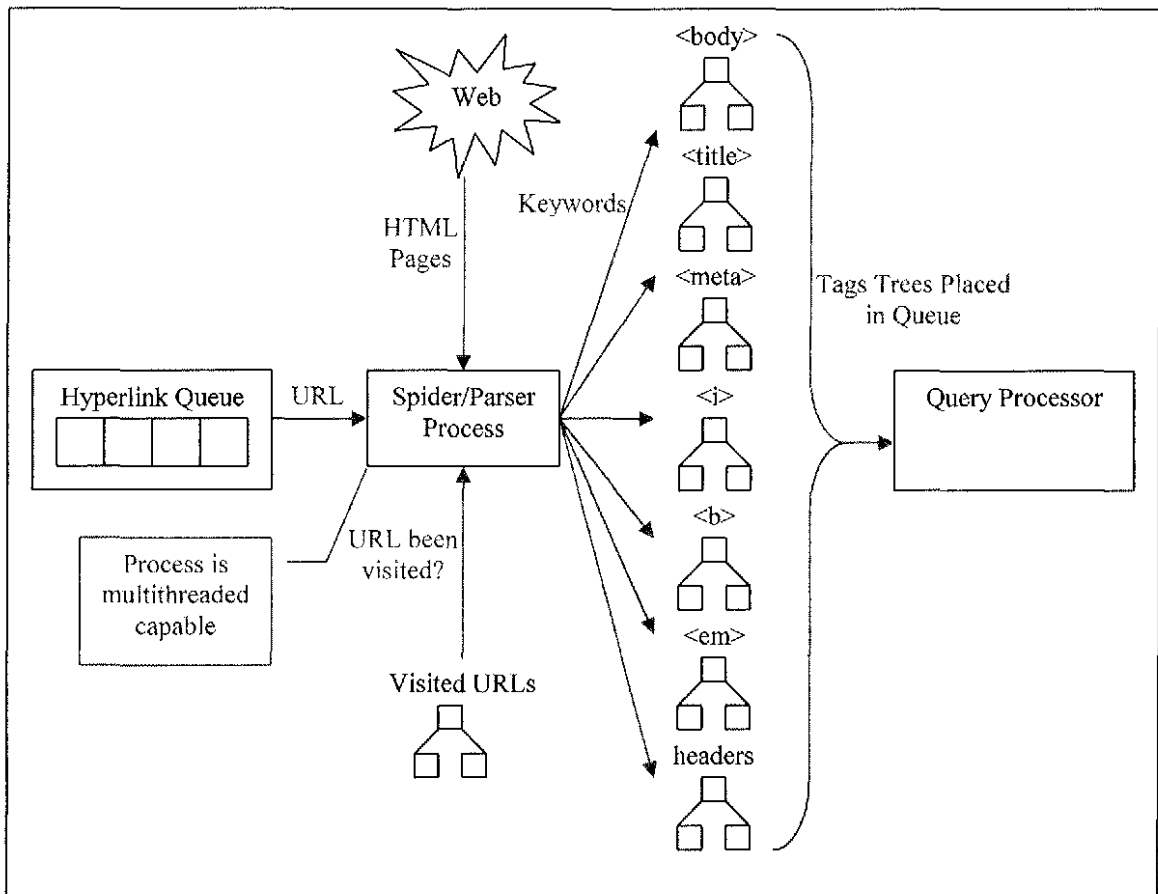 <body>
Web
<title>
Keywords
HTML
Pages
<meta>
Tags Trees Placed
in Queue
Hyperlink Queue
URL
Spider/Parser
Process
<i>
Query Processor
<b>
URL been
visited?
Process is
multithreaded
capable
<em>
Visited URLs
headers